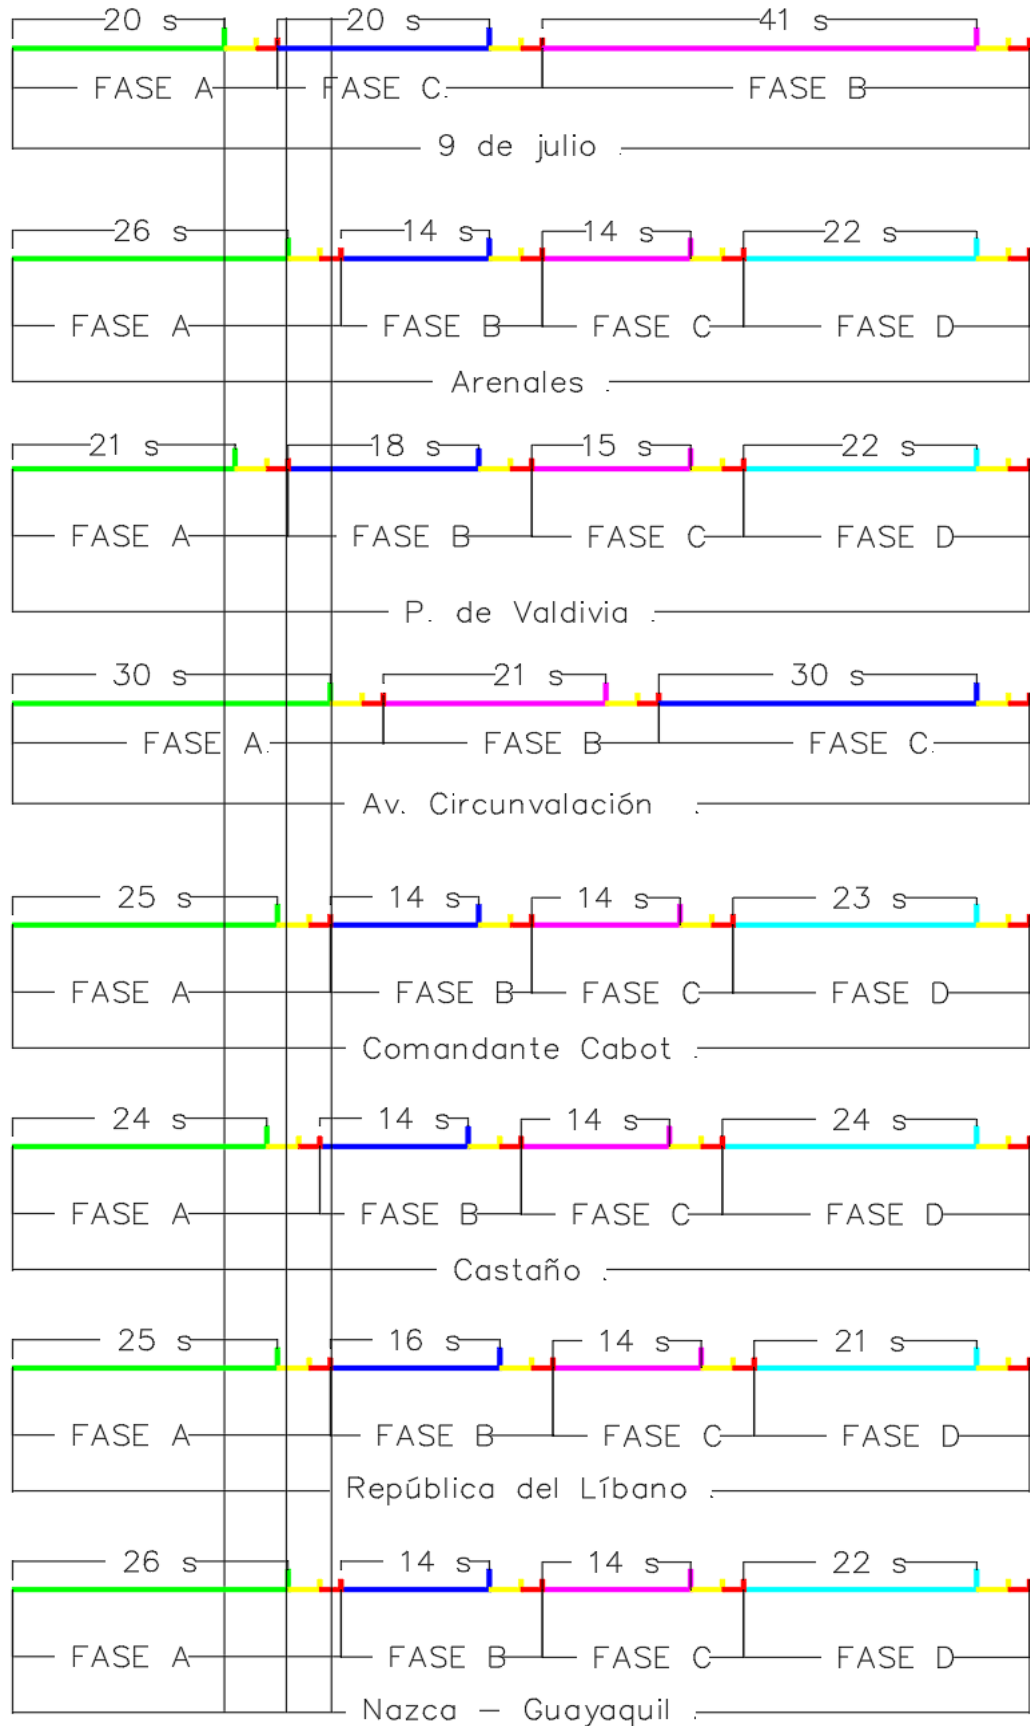 20 s 20 s 41 s
FASE A FASE C. FASE B
9 de julio .
26 s 14 s 14 s 22 s
FASE A FASE B FASE C FASE D
Arenales .
21 s 18 s 15 s 22 s
FASE A FASE B FASE C FASE D
P. de Valdivia .
30 s 21 s 30 s
FASE A. FASE B FASE C.
Av. Circunvalación .
25 s 14 s 14 s 23 s
FASE A FASE B FASE C FASE D
Comandante Cabot .
24 s 14 s 14 s 24 s
FASE A FASE B FASE C FASE D
Castaño .
25 s 16 s 14 s 21 s
FASE A FASE B FASE C FASE D
República del Líbano .
26 s 14 s 14 s 22 s
FASE A FASE B FASE C FASE D
Nazca – Guayaquil .